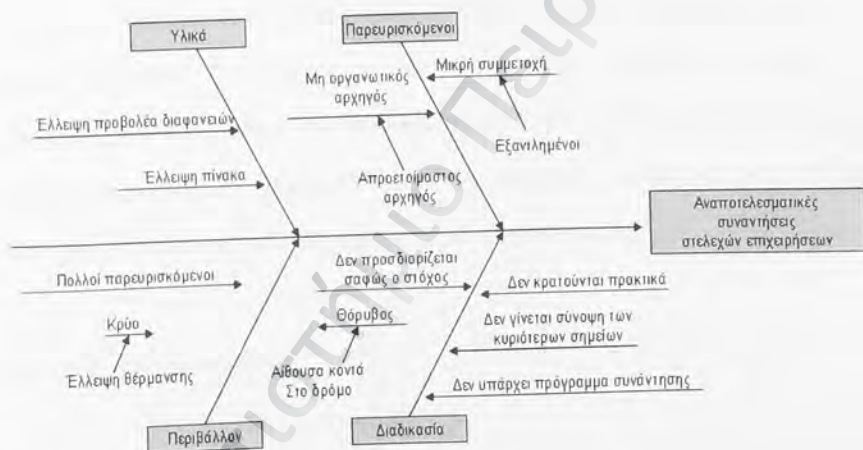 Υλικά
Παρευρισκόμενοι
Μη οργανωτικός
αρχηγός
Μικρή συμμετοχή
Έλλειψη προβολέα διαφανειών
Εξαντλημένοι
Έλλειψη πίνακα
Απροετοίμαστος
αρχηγός
Αναποτελεσματικές
συναντήσεις
στελεχών επιχειρήσεων
Πολλοί παρευρισκόμενοι
Δεν προσδιορίζεται
σαφώς ο στόχος
Δεν κρατούνται πρακτικά
Κρύο
Θόρυβος
Δεν γίνεται σύνοψη των
κυριότερων σημείων
Έλλειψη θέρμανσης
Αίθουσα κοντά
Στο δρόμο
Δεν υπάρχει πρόγραμμα συνάντησης
Περιβάλλον
Διαδικασία